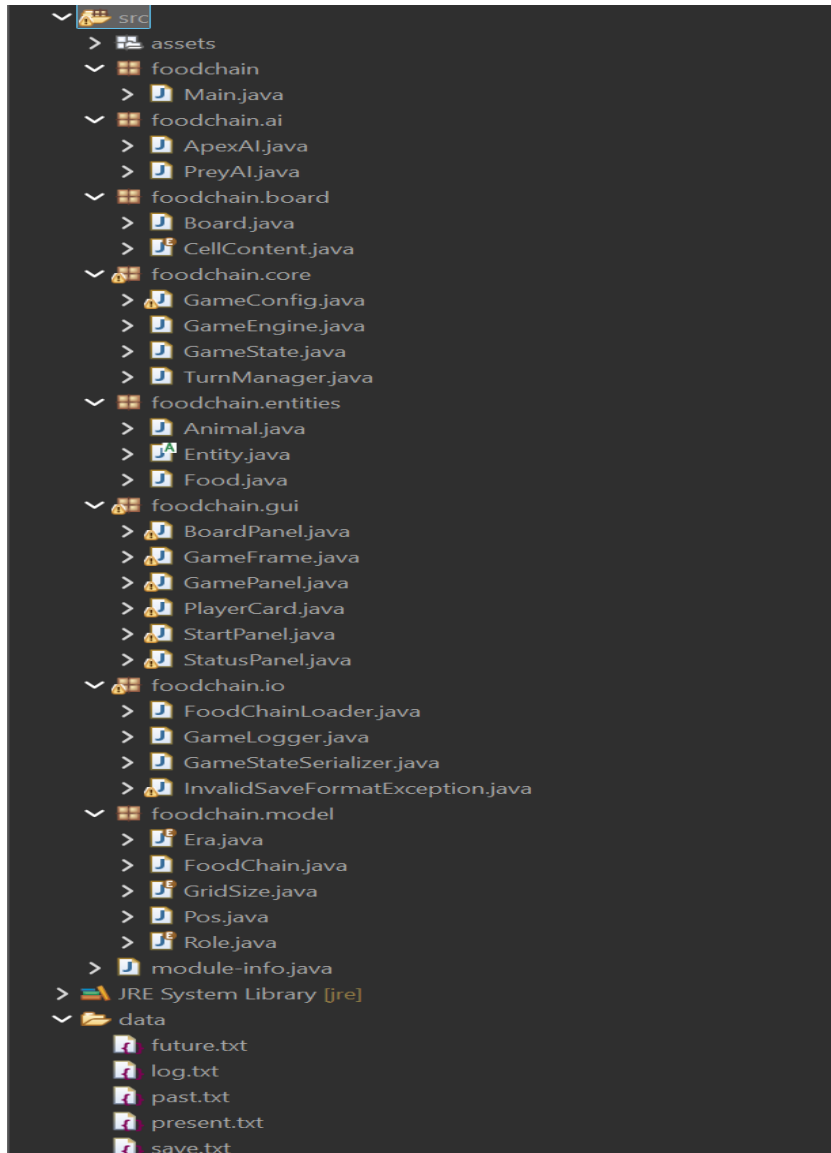 src
assets
foodchain
Main.java
foodchain.ai
ApexAI.java
PreyAI.java
foodchain.board
Board.java
CellContent.java
foodchain.core
GameConfig.java
GameEngine.java
GameState.java
TurnManager.java
foodchain.entities
Animal.java
Entity.java
Food.java
foodchain.gui
BoardPanel.java
GameFrame.java
GamePanel.java
PlayerCard.java
StartPanel.java
StatusPanel.java
foodchain.io
FoodChainLoader.java
GameLogger.java
GameStateSerializer.java
InvalidSaveFormatException.java
foodchain.model
Era.java
FoodChain.java
GridSize.java
Pos.java
Role.java
module-info.java
JRE System Library [jre]
data
future.txt
log.txt
past.txt
present.txt
save.txt